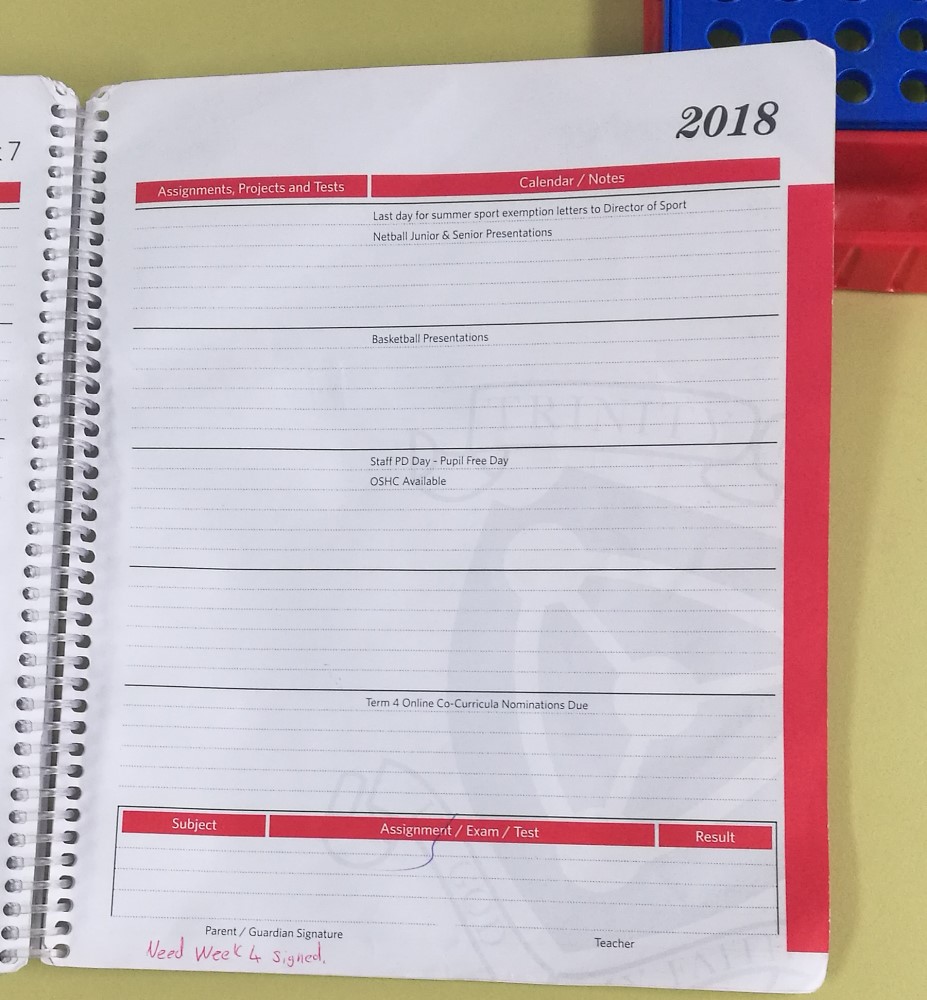 7
2018
Assignments, Projects and Tests
Calendar / Notes
Last day for summer sport exemption letters to Director of Sport
Netball Junior & Senior Presentations
Basketball Presentations
TRINITY
Staff PD Day - Pupil Free Day
OSHC Available
Term 4 Online Co-Curricula Nominations Due
Subject
Assignment / Exam / Test
Result
Parent / Guardian Signature
Teacher
Need Week 4 signed.